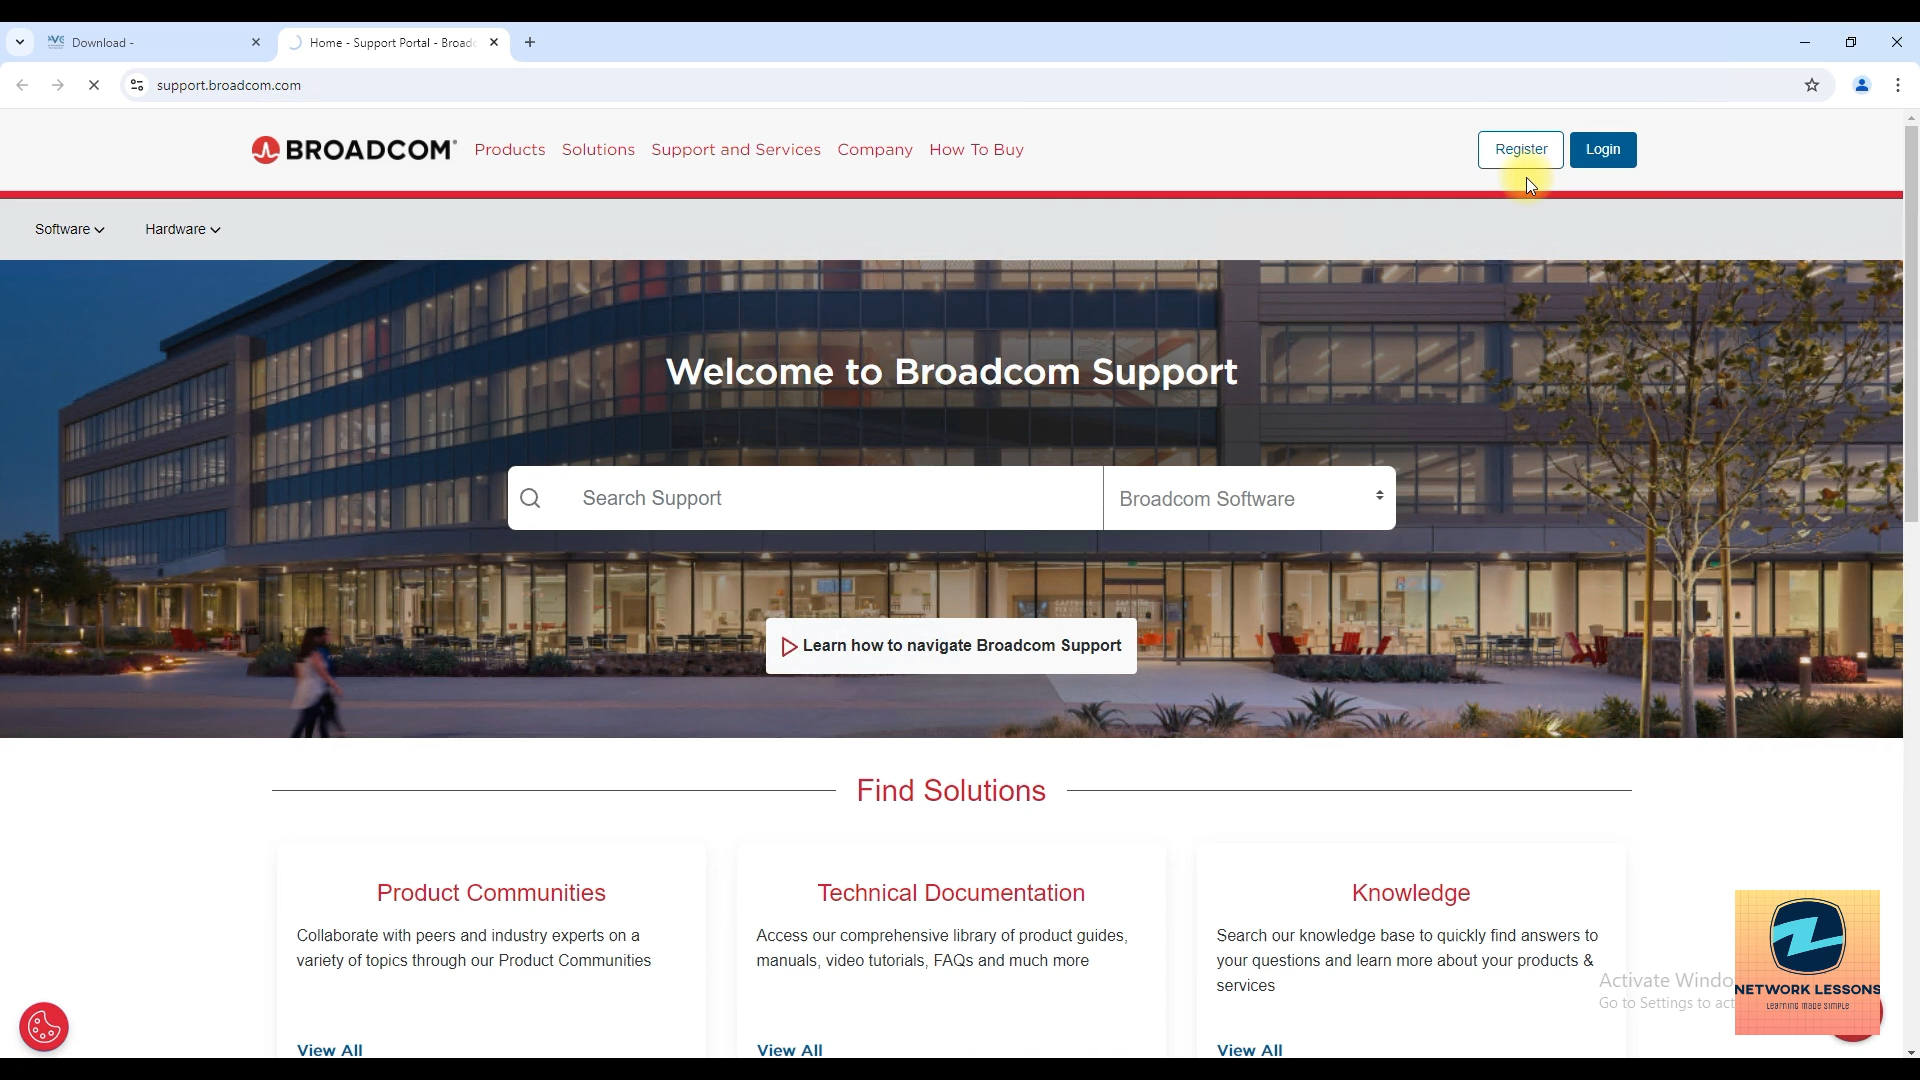 Download -
Home - Support Portal - Broadc
support.broadcom.com
BROADCOM
Products
Solutions
Support and Services
Company
How To Buy
Register
Login
Software
Hardware
Welcome to Broadcom Support
Search Support
Broadcom Software
Learn how to navigate Broadcom Support
Find Solutions
Product Communities
Collaborate with peers and industry experts on a
variety of topics through our Product Communities
View All
Technical Documentation
Access our comprehensive library of product guides,
manuals, video tutorials, FAQs and much more
View All
Knowledge
Search our knowledge base to quickly find answers to
your questions and learn more about your products &
services
View All
Activate Windo
Go to Settings to act
NETWORK LESSONS
Learning made simple